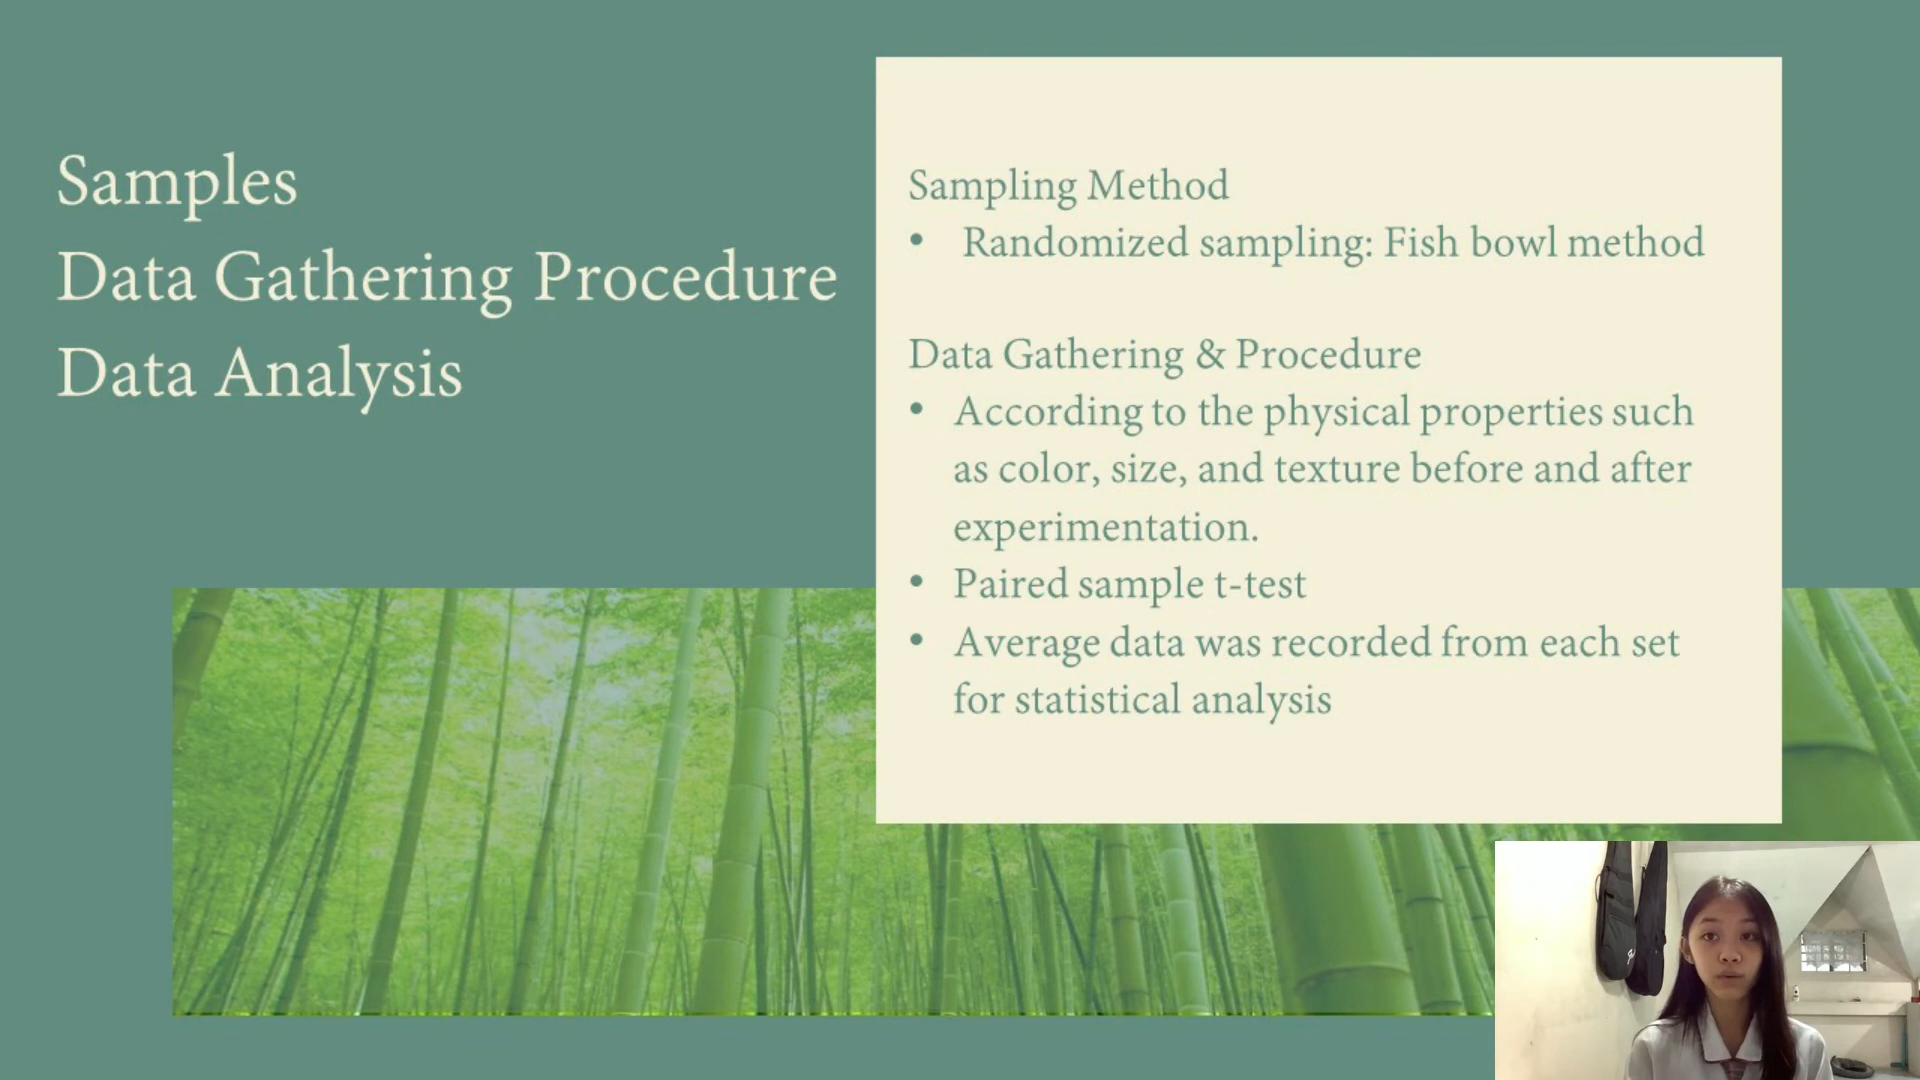 Samples
Data Gathering Procedure
Data Analysis
Sampling Method
• Randomized sampling: Fish bowl method
Data Gathering & Procedure
• According to the physical properties such
as color, size, and texture before and after
experimentation.
• Paired sample t-test
• Average data was recorded from each set
for statistical analysis